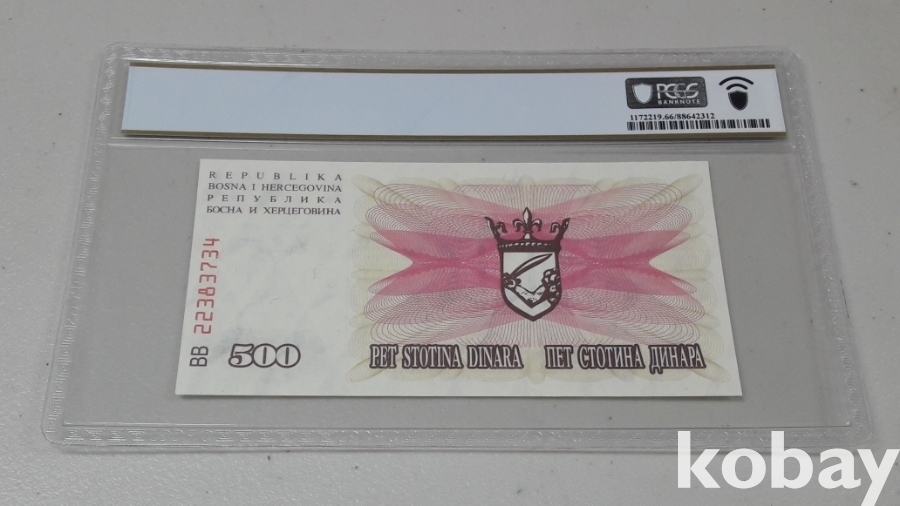 PCGS
BANKNOTE
1172219.66/88642312
REPUBLIKA
BOSNA I HERCEGOVINA
РЕПУБЛИКА
БОСНА И ХЕРЦЕГОВИНА
BB 22383734
500
PET STOTINA DINARA ПЕТ СТОТИНА ДИНАРА
kobay